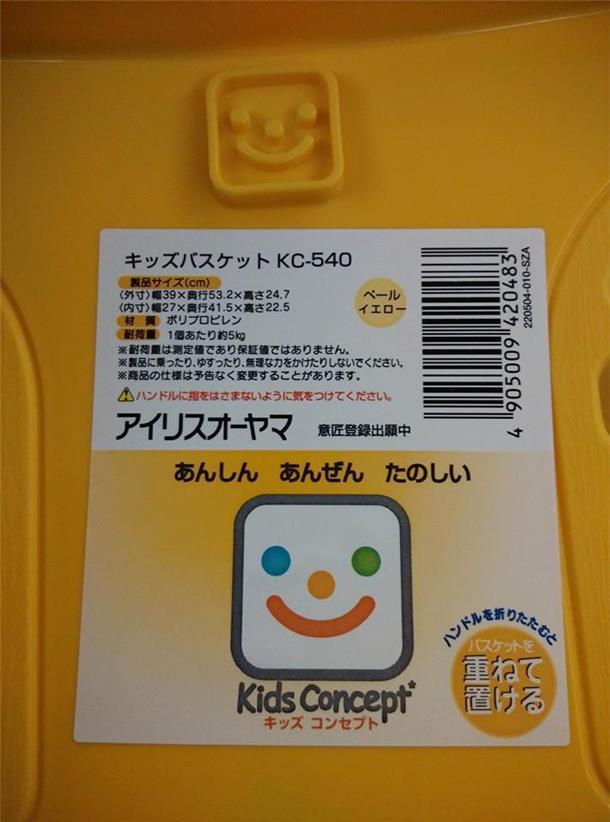 キッズバスケット KC-540
製品サイズ(cm)
〈外寸〉幅39×奥行53.2×高さ24.7
〈内寸〉幅27×奥行41.5×高さ22.5
材 質 ポリプロピレン
耐荷量 1個あたり約5kg
※耐荷量は測定値であり保証値ではありません。
※製品に乗ったり、ゆすったり、無理な力をかけたりしないでください。
※商品の仕様は予告なく変更することがあります。
⚠ハンドルに指をはさまないように気をつけてください。
ペール
イエロー
4 905009 420483
220504-010-SZA
アイリスオーヤマ 意匠登録出願中
あんしん あんぜん たのしい
Kids Concept
キッズ コンセプト
ハンドルを折りたたむと
バスケットを
重ねて
置ける